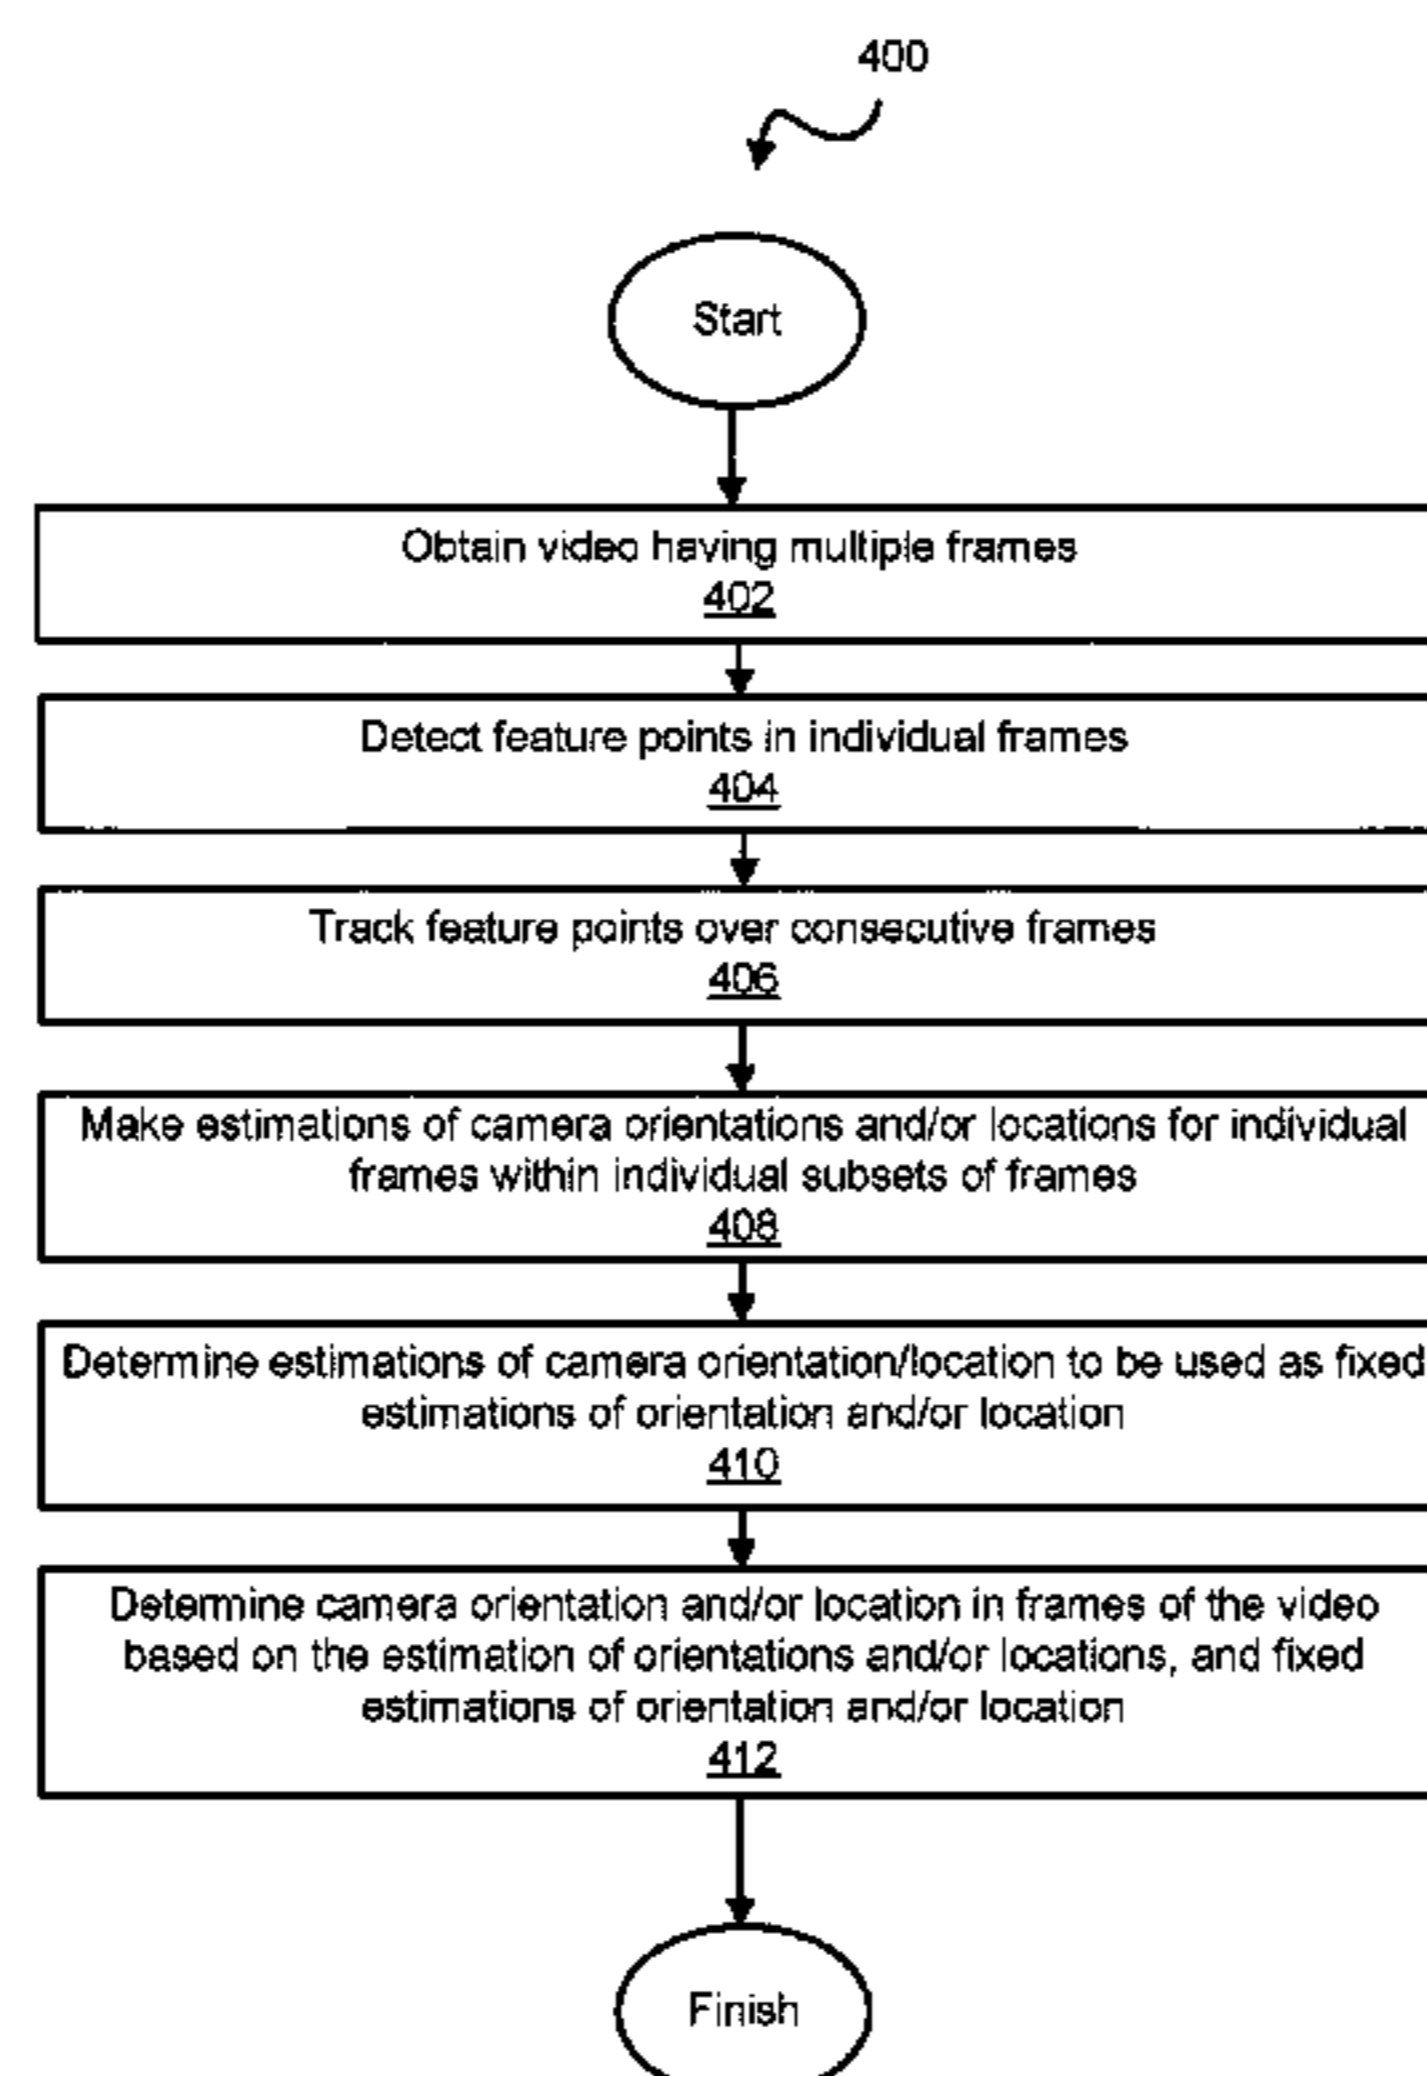 400
Start
Obtain video having multiple frames
402
Detect feature points in individual frames
404
Track feature points over consecutive frames
406
Make estimations of camera orientations and/or locations for individual
frames within individual subsets of frames
408
Determine estimations of camera orientation/location to be used as fixed
estimations of orientation and/or location
410
Determine camera orientation and/or location in frames of the video
based on the estimation of orientations and/or locations, and fixed
estimations of orientation and/or location
412
Finish